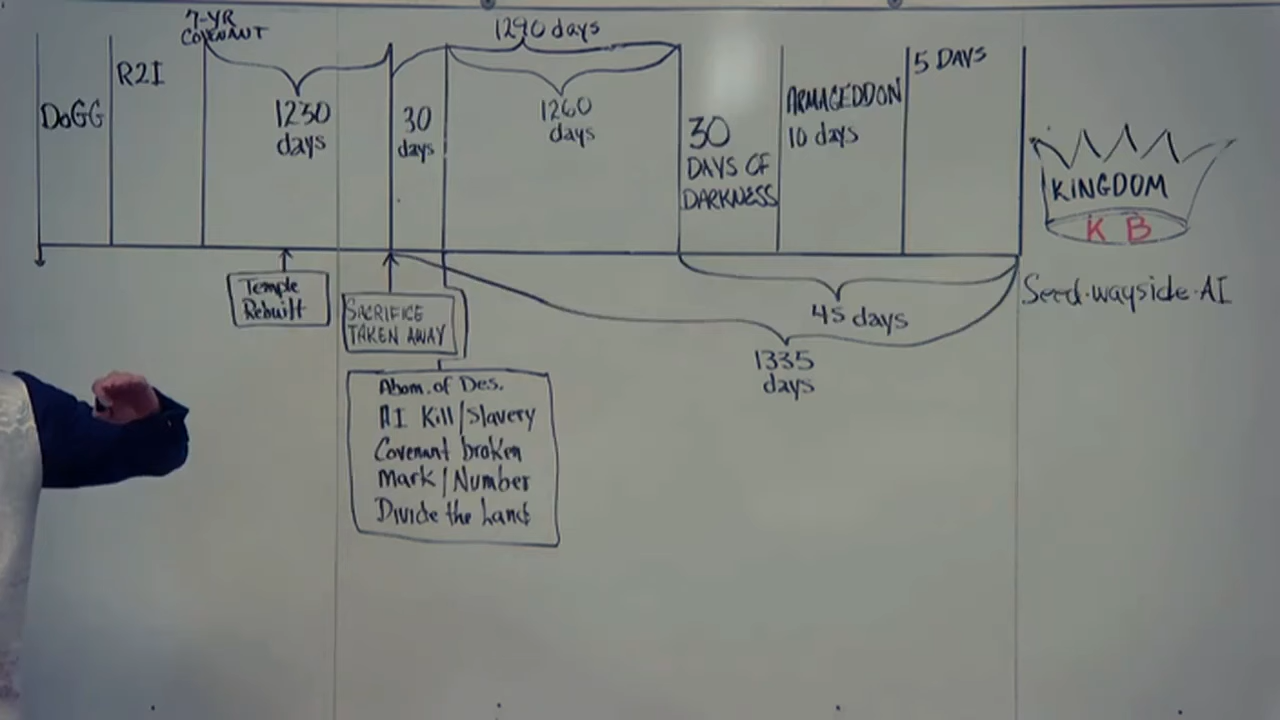 7-YR
COVENANT
1290 days
DOGG
R2I
1230
days
30
days
1260
days
30
DAYS OF
DARKNESS
ARMAGEDDON
10 days
5 DAYS
KINGDOM
K B
Temple
Rebuilt
SACRIFICE
TAKEN AWAY
45 days
Seed-wayside-AI
1335
days
Abom. of Des.
AI Kill/Slavery
Covenant broken
Mark/Number
Divide the Land